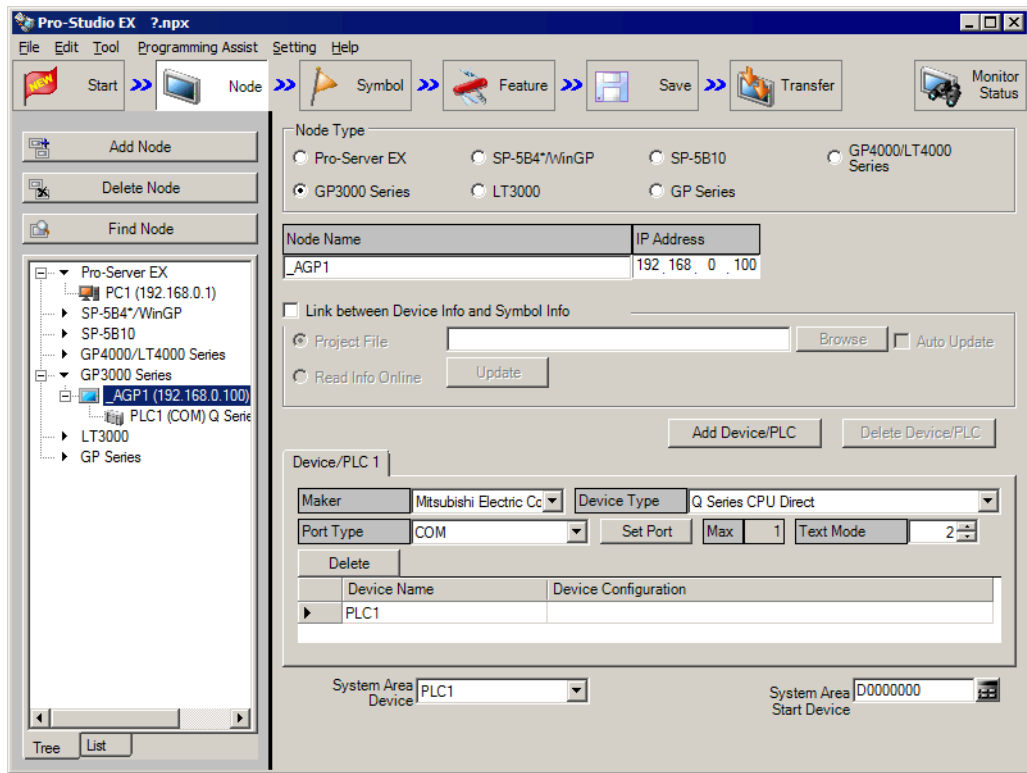 Pro-Studio EX ?.npx
File Edit Tool Programming Assist Setting Help
NEW Start Node Symbol Feature Save Transfer Monitor Status
Add Node
Delete Node
Find Node
Pro-Server EX
PC1 (192.168.0.1)
SP-5B4*/WinGP
SP-5B10
GP4000/LT4000 Series
GP3000 Series
_AGP1 (192.168.0.100)
PLC1 (COM) Q Serie
LT3000
GP Series
Tree List
Node Type
Pro-Server EX SP-5B4*/WinGP SP-5B10 GP4000/LT4000 Series
GP3000 Series LT3000 GP Series
Node Name IP Address
_AGP1 192.168.0.100
Link between Device Info and Symbol Info
Project File Browse Auto Update
Read Info Online Update
Add Device/PLC Delete Device/PLC
Device/PLC 1
Maker Mitsubishi Electric Co Device Type Q Series CPU Direct
Port Type COM Set Port Max 1 Text Mode 2
Delete
Device Name Device Configuration
PLC1
System Area Device PLC1 System Area Start Device D0000000